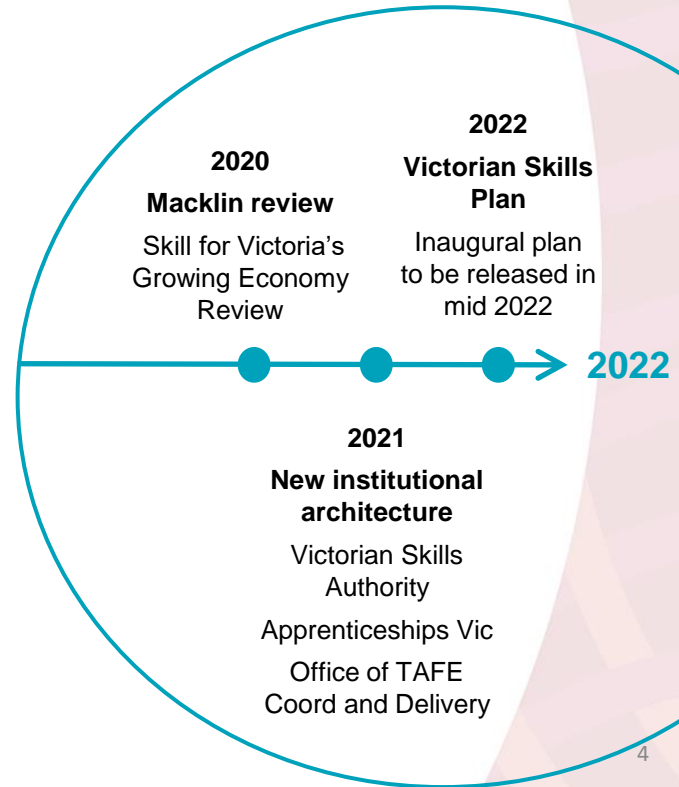 2020
Macklin review
Skill for Victoria's
Growing Economy
Review
2022
Victorian Skills
Plan
Inaugural plan
to be released in
mid 2022
2022
2021
New institutional
architecture
Victorian Skills
Authority
Apprenticeships Vic
Office of TAFE
Coord and Delivery
4